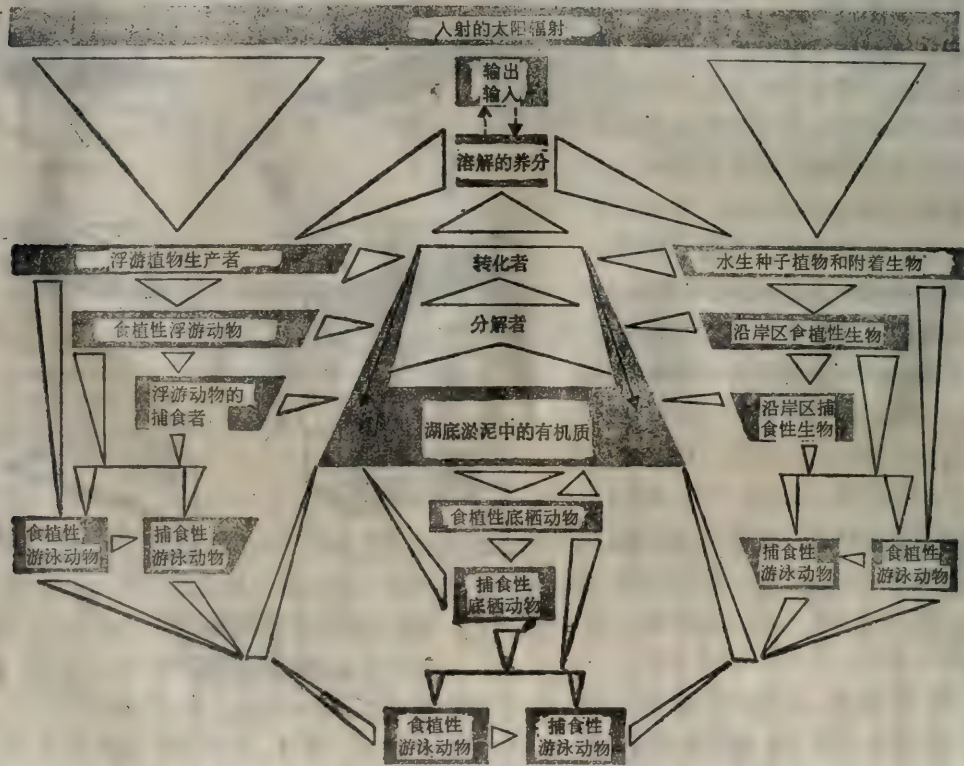 入射的太阳辐射
输出
输入
溶解的养分
浮游植物生产者
转化者
水生种子植物和附着生物
食植性浮游动物
分解者
沿岸区食植性生物
浮游动物的
捕食者
湖底淤泥中的有机质
沿岸区捕
食性生物
食植性底栖动物
食植性
游泳动物
捕食性
游泳动物
捕食性
底栖动物
捕食性
游泳动物
食植性
游泳动物
食植性
游泳动物
捕食性
游泳动物